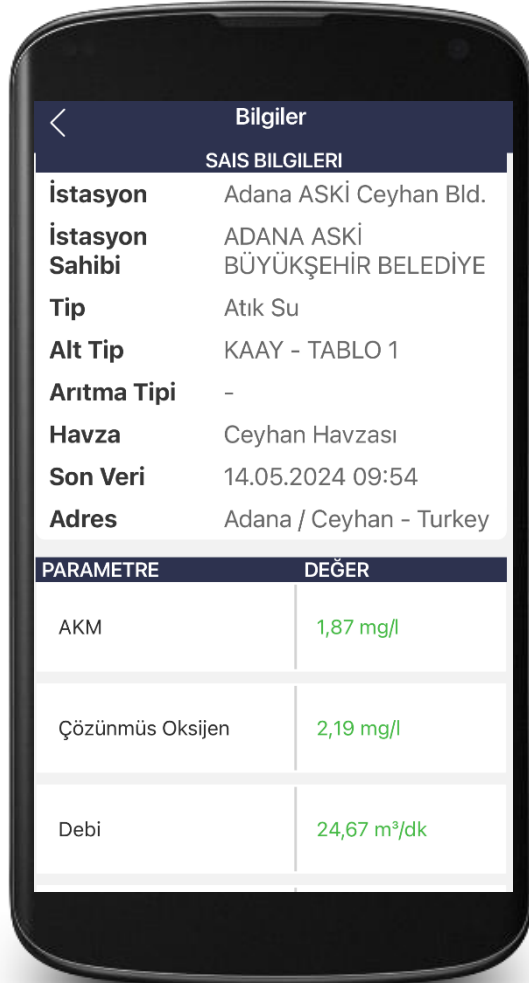 Bilgiler
SAIS BILGILERI
İstasyon Adana ASKİ Ceyhan Bld.
İstasyon Sahibi ADANA ASKİ BÜYÜKŞEHİR BELEDİYE
Tip Atık Su
Alt Tip KAAY - TABLO 1
Arıtma Tipi -
Havza Ceyhan Havzası
Son Veri 14.05.2024 09:54
Adres Adana / Ceyhan - Turkey
PARAMETRE DEĞER
AKM 1,87 mg/l
Çözünmüs Oksijen 2,19 mg/l
Debi 24,67 m³/dk